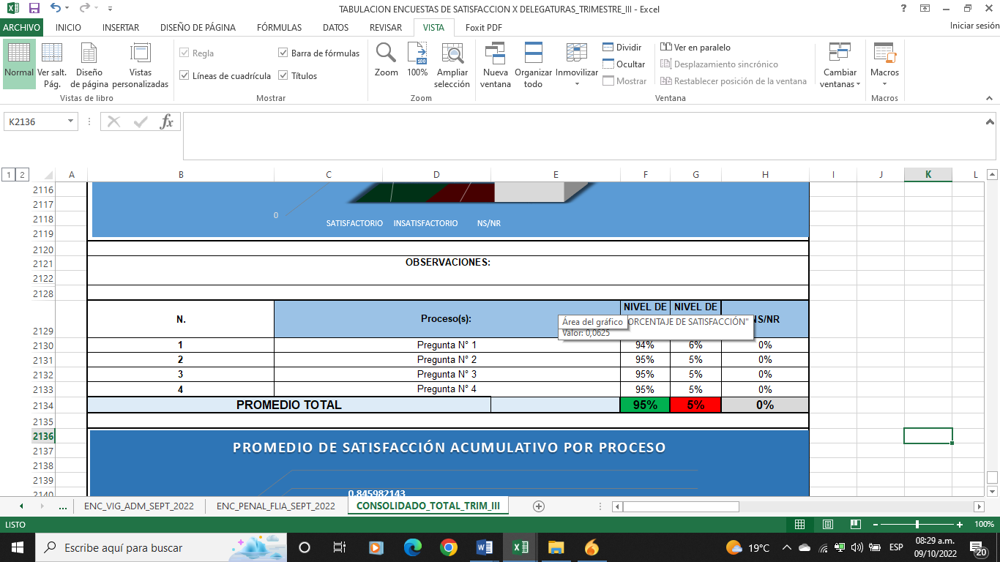 TABULACION ENCUESTAS DE SATISFACCION X DELEGATURAS_TRIMESTRE_III - Excel
ARCHIVO INICIO INSERTAR DISEÑO DE PÁGINA FÓRMULAS DATOS REVISAR VISTA Foxit PDF Iniciar sesión
Normal
Ver salt. Pág.
Diseño de página
Vistas personalizadas
Vistas de libro
Regla
Barra de fórmulas
Líneas de cuadrícula
Títulos
Mostrar
Zoom
100%
Ampliar selección
Zoom
Nueva ventana
Organizar todo
Inmovilizar
Dividir
Ocultar
Mostrar
Ver en paralelo
Desplazamiento sincrónico
Restablecer posición de la ventana
Cambiar ventanas
Ventana
Macros
Macros
K2136
fx
1 2
A B C D E F G H I J K L
2116
2117
2118
0
SATISFACTORIO INSATISFACTORIO NS/NR
2119
2120
2121 OBSERVACIONES:
2122
2128
2129 N. Proceso(s): NIVEL DE NIVEL DE NS/NR
Área del gráfico ORCENTAJE DE SATISFACCIÓN"
Valor: 0,0625
2130 1 Pregunta N° 1 94% 6% 0%
2131 2 Pregunta N° 2 95% 5% 0%
2132 3 Pregunta N° 3 95% 5% 0%
2133 4 Pregunta N° 4 95% 5% 0%
2134 PROMEDIO TOTAL 95% 5% 0%
2135
2136
PROMEDIO DE SATISFACCIÓN ACUMULATIVO POR PROCESO
2137
2138
2139
2140 0.845982143
... ENC_VIG_ADM_SEPT_2022 ENC_PENAL_FLIA_SEPT_2022 CONSOLIDADO_TOTAL_TRIM_III
LISTO 100%
Escribe aquí para buscar
19°C ESP
08:29 a.m.
09/10/2022
20